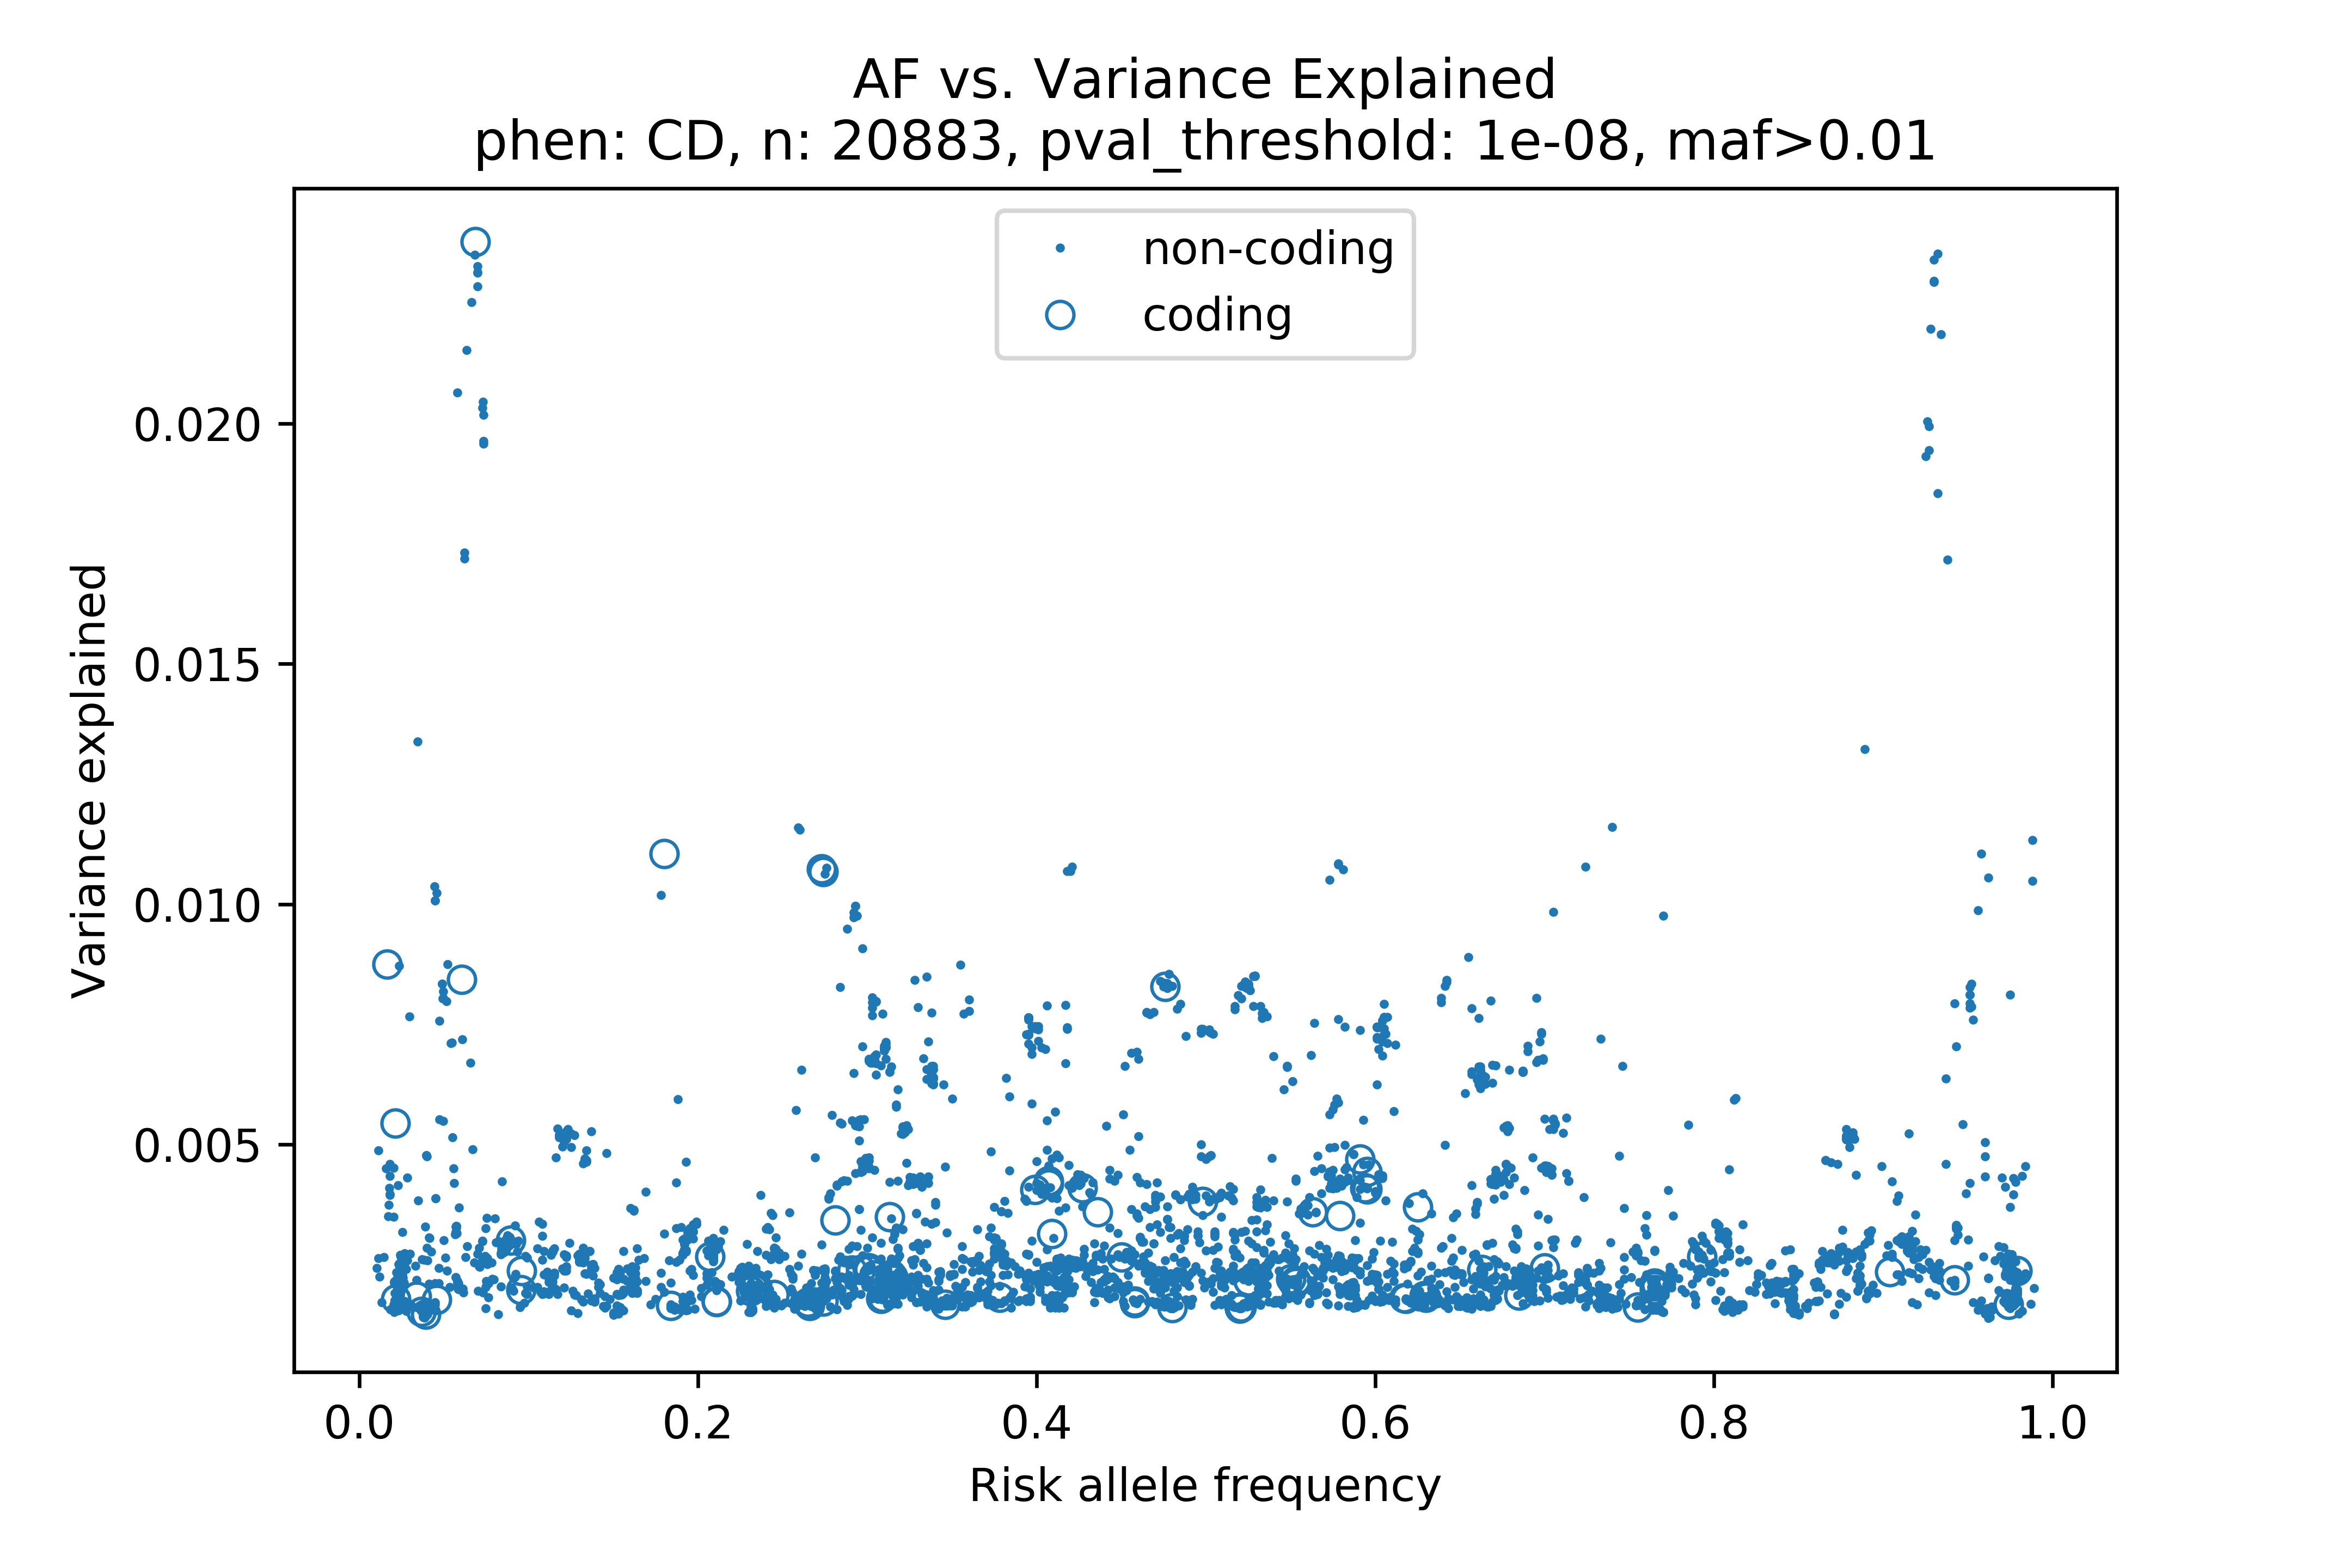 AF vs. Variance Explained
phen: CD, n: 20883, pval_threshold: 1e-08, maf>0.01
non-coding
coding
Variance explained
0.020
0.015
0.010
0.005
0.0 0.2 0.4 0.6 0.8 1.0
Risk allele frequency